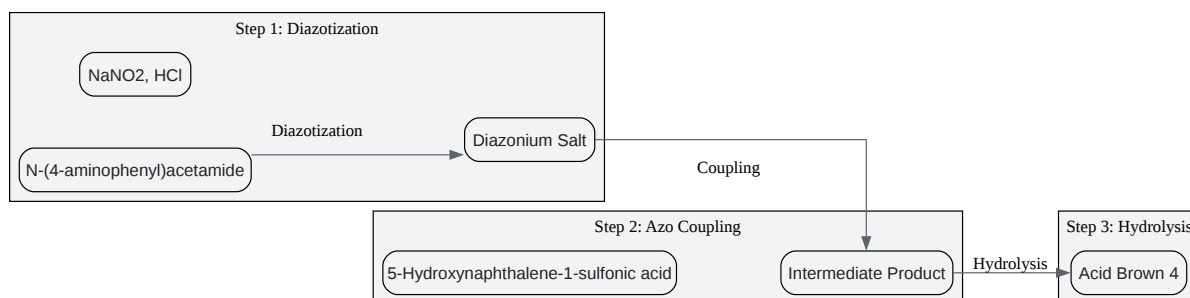 Step 1: Diazotization
NaNO2, HCl
Diazotization
N-(4-aminophenyl)acetamide
Diazonium Salt
Coupling
Step 2: Azo Coupling
5-Hydroxynaphthalene-1-sulfonic acid
Intermediate Product
Hydrolysis
Step 3: Hydrolysis
Acid Brown 4